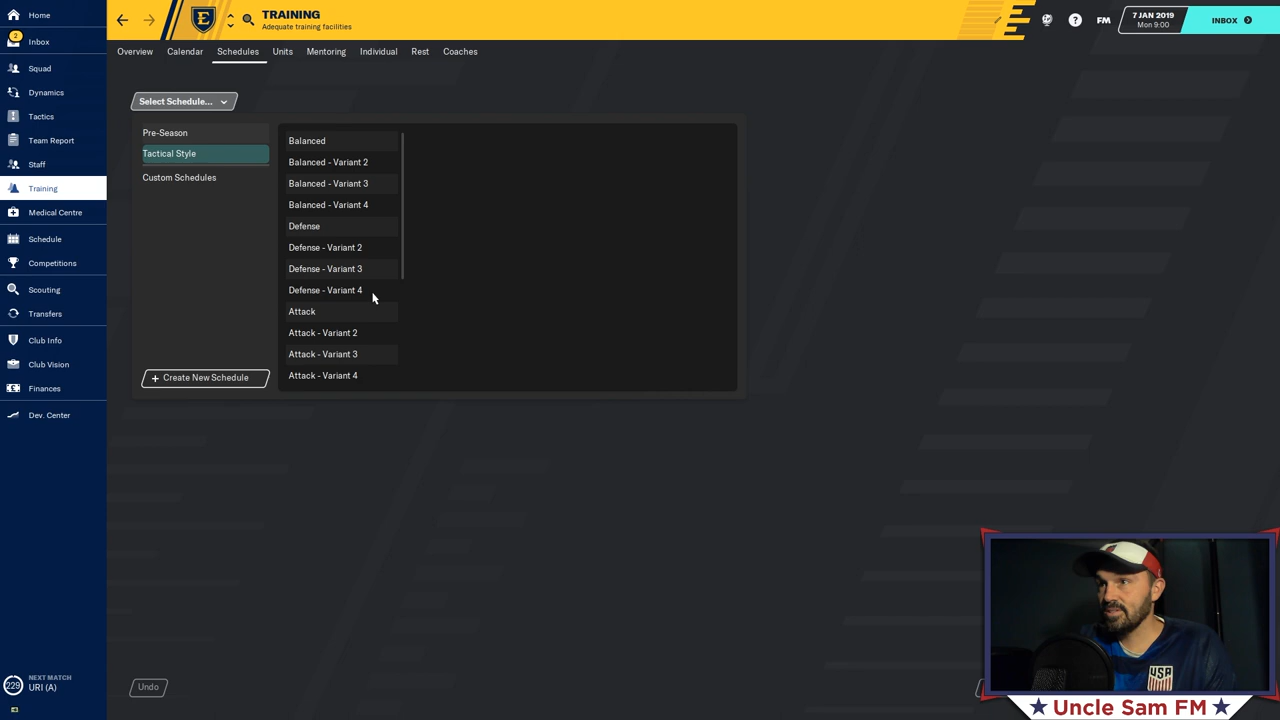 Home
TRAINING
Adequate training facilities
FM
7 JAN 2019
Mon 9:00
INBOX
2
Inbox
Overview
Calendar
Schedules
Units
Mentoring
Individual
Rest
Coaches
Squad
Dynamics
Tactics
Team Report
Staff
Training
Medical Centre
Schedule
Competitions
Scouting
Transfers
Club Info
Club Vision
Finances
Dev. Center
Select Schedule...
Pre-Season
Tactical Style
Custom Schedules
+ Create New Schedule
Balanced
Balanced - Variant 2
Balanced - Variant 3
Balanced - Variant 4
Defense
Defense - Variant 2
Defense - Variant 3
Defense - Variant 4
Attack
Attack - Variant 2
Attack - Variant 3
Attack - Variant 4
229
NEXT MATCH
URI (A)
Undo
Uncle Sam FM